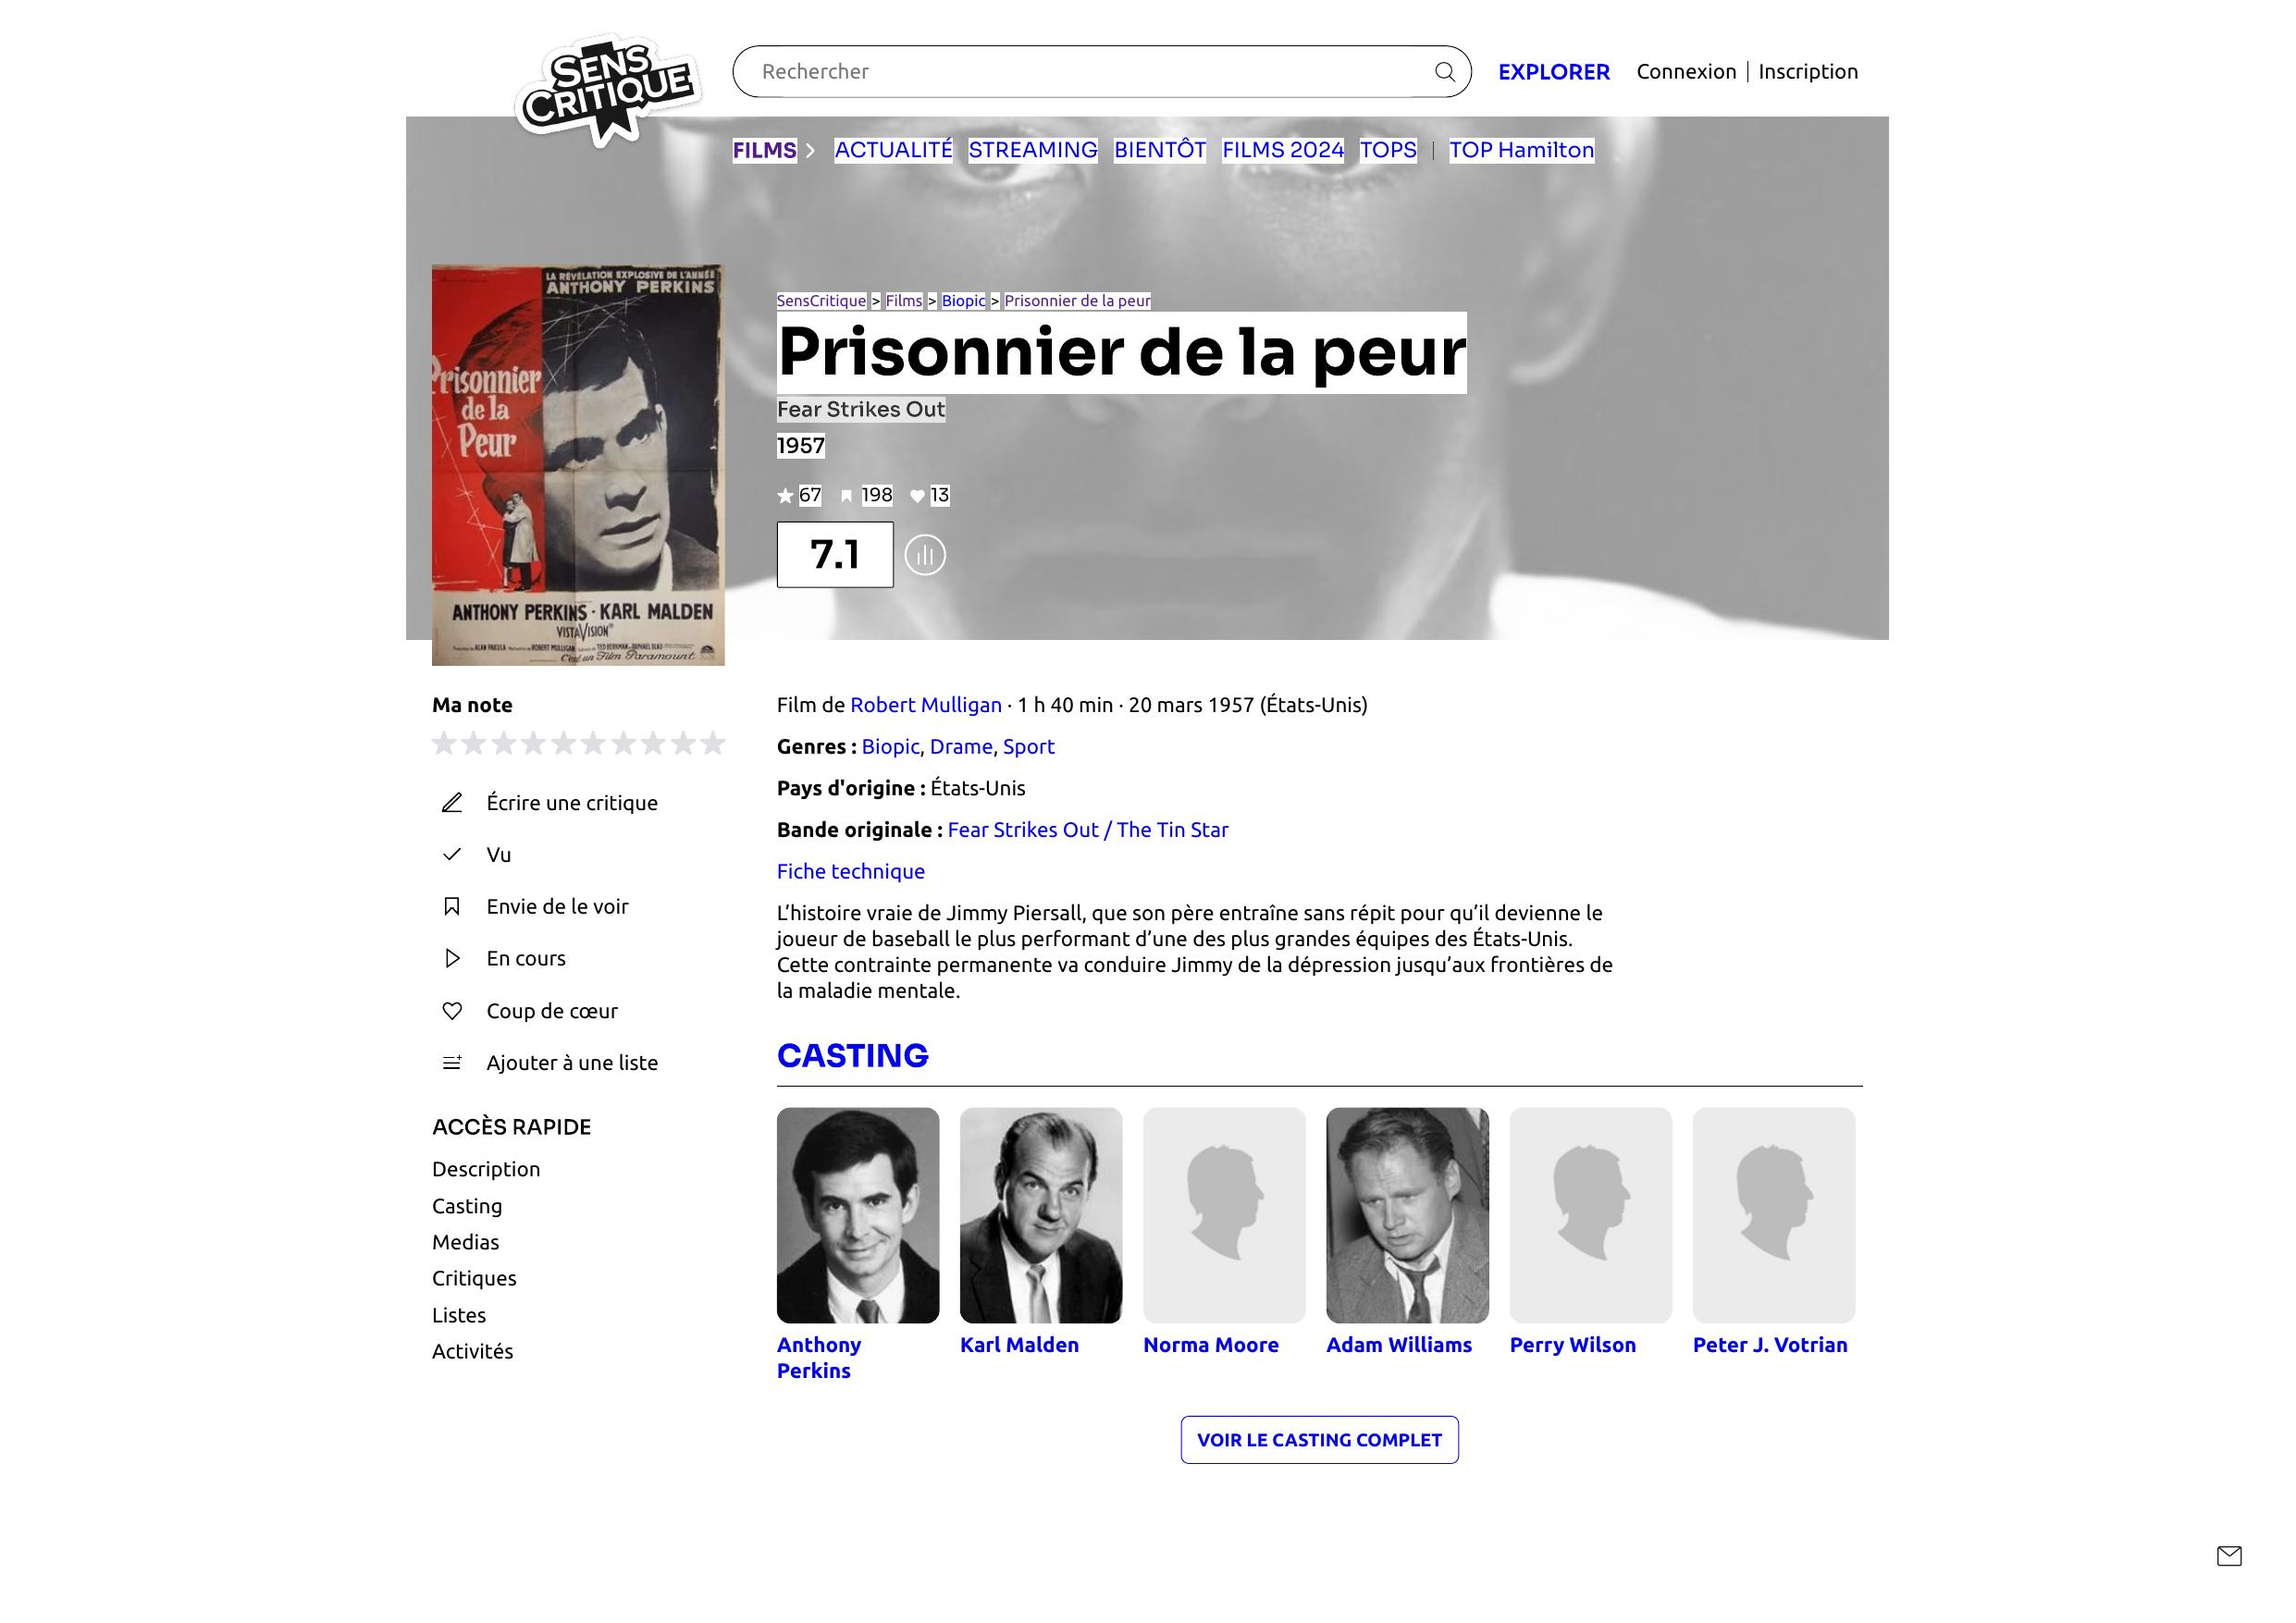 SENS CRITIQUE
Rechercher
EXPLORER
Connexion | Inscription
FILMS
ACTUALITÉ
STREAMING
BIENTÔT
FILMS 2024
TOPS
|
TOP Hamilton
LA RÉVÉLATION EXPLOSIVE DE L'ANNÉE
ANTHONY PERKINS
Prisonnier
de la
Peur
ANTHONY PERKINS · KARL MALDEN
VISTAVISION®
C'est un Film Paramount.
SensCritique > Films > Biopic > Prisonnier de la peur
Prisonnier de la peur
Fear Strikes Out
1957
67 198 13
7.1
Ma note
Écrire une critique
Vu
Envie de le voir
En cours
Coup de cœur
Ajouter à une liste
ACCÈS RAPIDE
Description
Casting
Medias
Critiques
Listes
Activités
Film de Robert Mulligan · 1 h 40 min · 20 mars 1957 (États-Unis)
Genres : Biopic, Drame, Sport
Pays d'origine : États-Unis
Bande originale : Fear Strikes Out / The Tin Star
Fiche technique
L’histoire vraie de Jimmy Piersall, que son père entraîne sans répit pour qu’il devienne le
joueur de baseball le plus performant d’une des plus grandes équipes des États-Unis.
Cette contrainte permanente va conduire Jimmy de la dépression jusqu’aux frontières de
la maladie mentale.
CASTING
Anthony
Perkins
Karl Malden
Norma Moore
Adam Williams
Perry Wilson
Peter J. Votrian
VOIR LE CASTING COMPLET